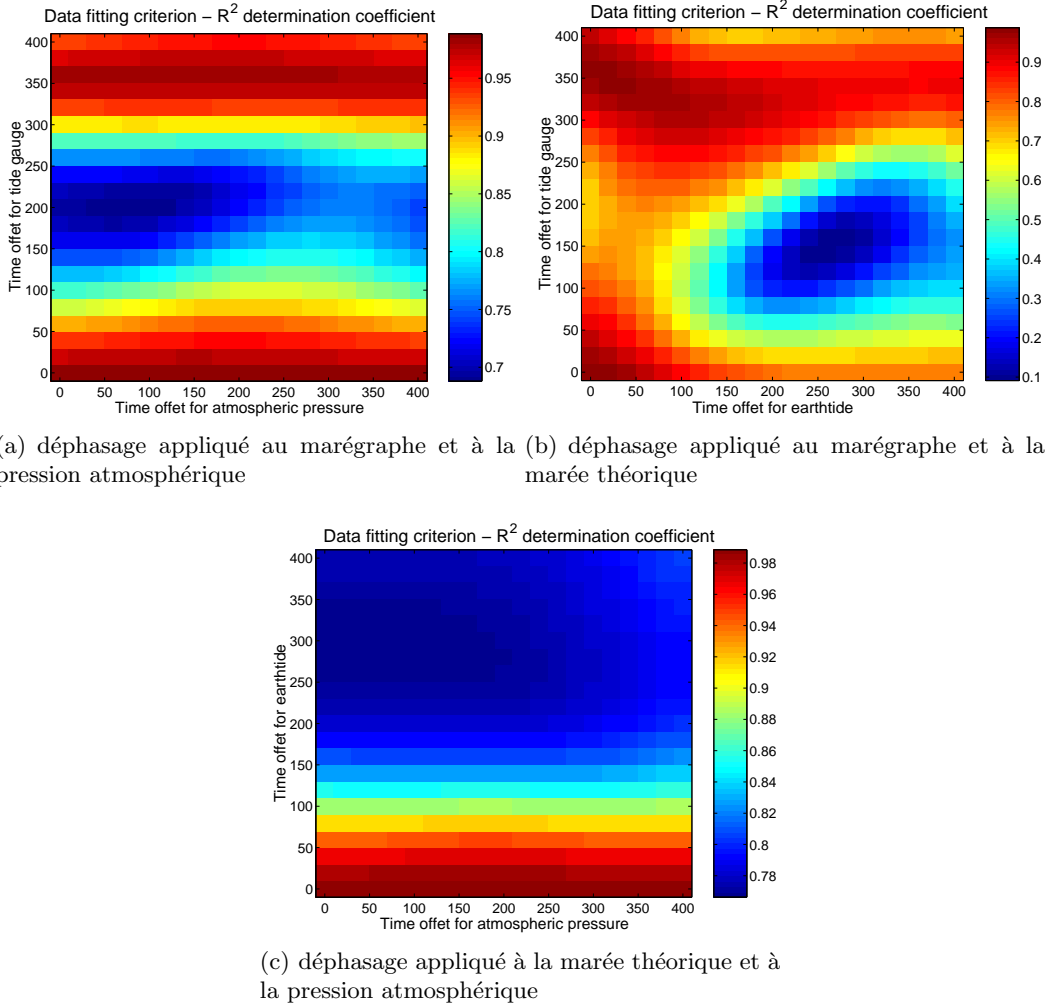 Data fitting criterion – R² determination coefficient
Time offet for tide gauge
400
350
300
250
200
150
100
50
0
0 50 100 150 200 250 300 350 400
Time offet for atmospheric pressure
0.95
0.9
0.85
0.8
0.75
0.7
(a) déphasage appliqué au marégraphe et à la
pression atmosphérique
Data fitting criterion – R² determination coefficient
Time offet for tide gauge
400
350
300
250
200
150
100
50
0
0 50 100 150 200 250 300 350 400
Time offet for earthtide
0.9
0.8
0.7
0.6
0.5
0.4
0.3
0.2
0.1
(b) déphasage appliqué au marégraphe et à la
marée théorique
Data fitting criterion – R² determination coefficient
Time offet for earthtide
400
350
300
250
200
150
100
50
0
0 50 100 150 200 250 300 350 400
Time offet for atmospheric pressure
0.98
0.96
0.94
0.92
0.9
0.88
0.86
0.84
0.82
0.8
0.78
(c) déphasage appliqué à la marée théorique et à
la pression atmosphérique